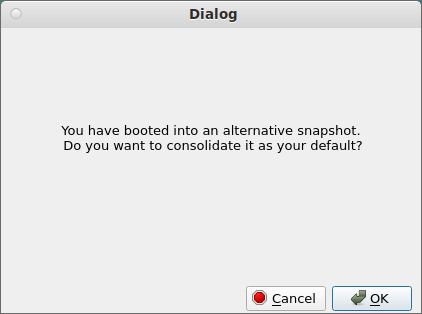 Dialog
You have booted into an alternative snapshot.
Do you want to consolidate it as your default?
Cancel
OK